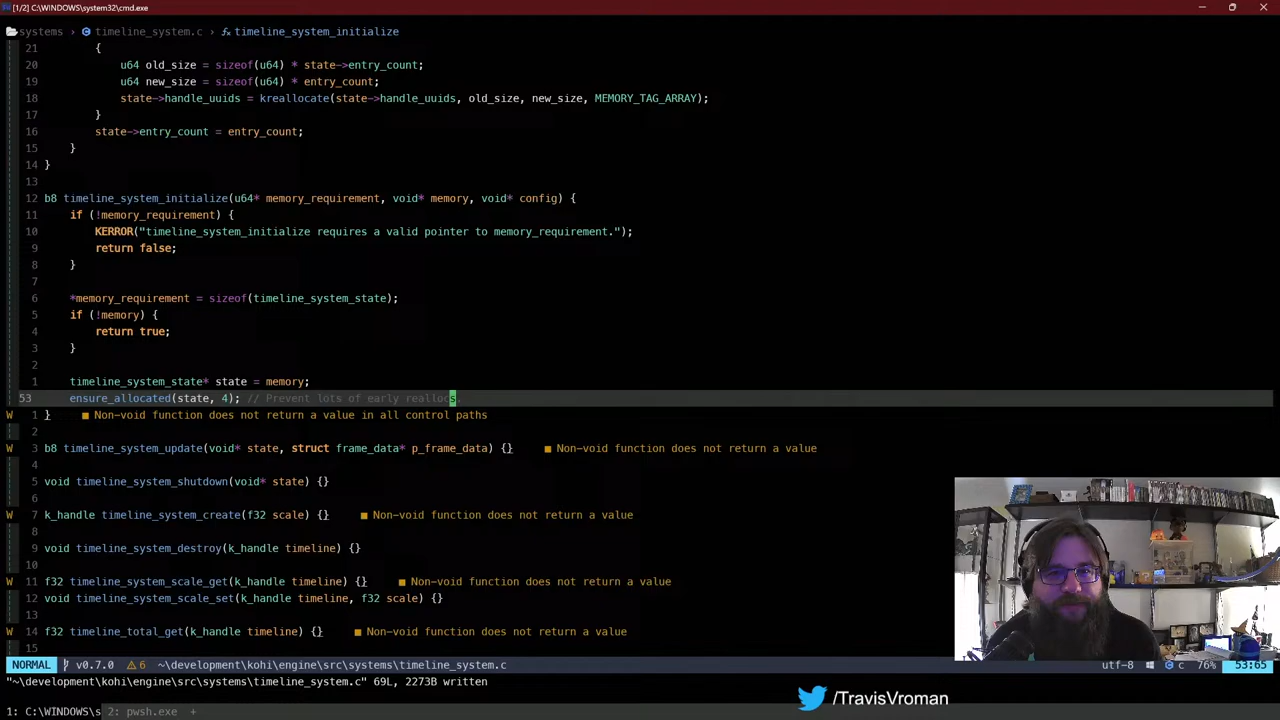 [1/2] C:\WINDOWS\system32\cmd.exe
systems > timeline_system.c > fx timeline_system_initialize
21 {
20 u64 old_size = sizeof(u64) * state->entry_count;
19 u64 new_size = sizeof(u64) * entry_count;
18 state->handle_uuids = kreallocate(state->handle_uuids, old_size, new_size, MEMORY_TAG_ARRAY);
17 }
16 state->entry_count = entry_count;
15 }
14 }
13
12 b8 timeline_system_initialize(u64* memory_requirement, void* memory, void* config) {
11 if (!memory_requirement) {
10 KERROR("timeline_system_initialize requires a valid pointer to memory_requirement.");
9 return false;
8 }
7
6 *memory_requirement = sizeof(timeline_system_state);
5 if (!memory) {
4 return true;
3 }
2
1 timeline_system_state* state = memory;
53 ensure_allocated(state, 4); // Prevent lots of early reallocs
W 1 } ■ Non-void function does not return a value in all control paths
2
W 3 b8 timeline_system_update(void* state, struct frame_data* p_frame_data) {} ■ Non-void function does not return a value
4
5 void timeline_system_shutdown(void* state) {}
6
W 7 k_handle timeline_system_create(f32 scale) {} ■ Non-void function does not return a value
8
9 void timeline_system_destroy(k_handle timeline) {}
10
W 11 f32 timeline_system_scale_get(k_handle timeline) {} ■ Non-void function does not return a value
12 void timeline_system_scale_set(k_handle timeline, f32 scale) {}
13
W 14 f32 timeline_total_get(k_handle timeline) {} ■ Non-void function does not return a value
15
NORMAL v0.7.0 6 ~\development\kohi\engine\src\systems\timeline_system.c utf-8 c 76% 53:65
"~\development\kohi\engine\src\systems\timeline_system.c" 69L, 2273B written
/TravisVroman
1: C:\WINDOWS\s 2: pwsh.exe +